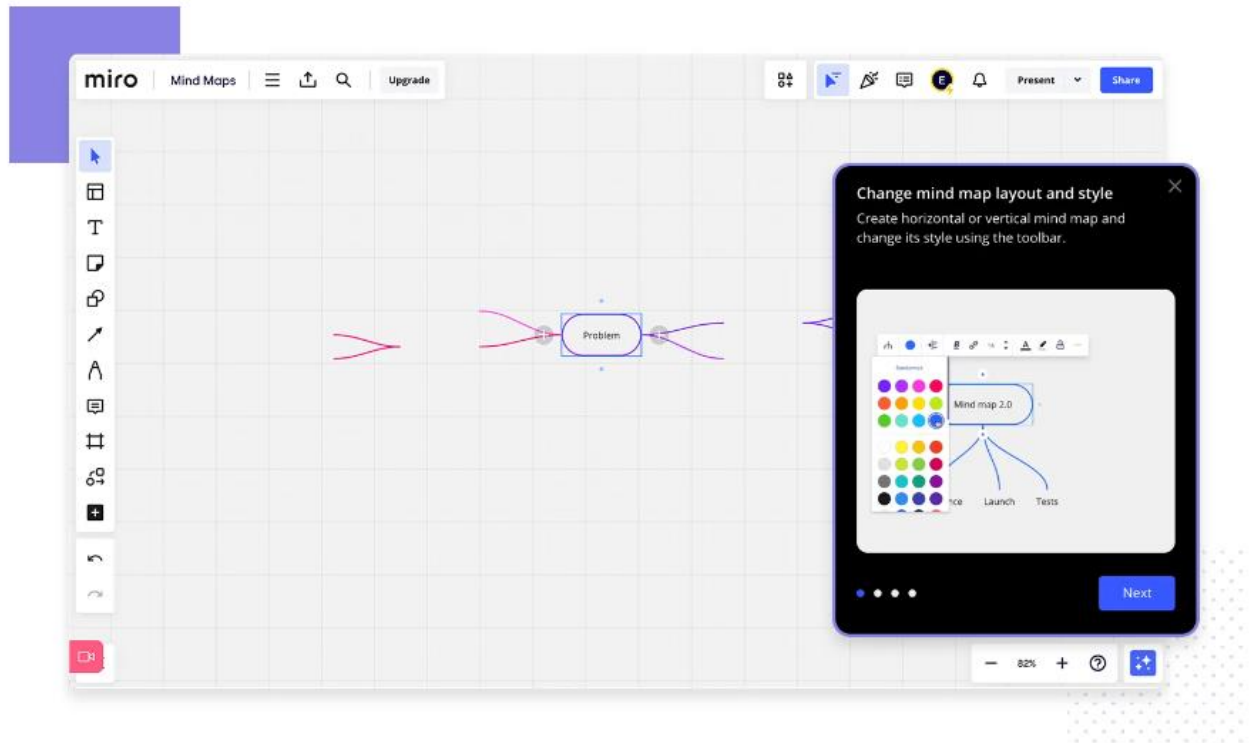 miro
Mind Maps
Upgrade
E
Present
Share
Problem
Change mind map layout and style
Create horizontal or vertical mind map and
change its style using the toolbar.
Mind map 2.0
nce
Launch
Tests
Next
82%